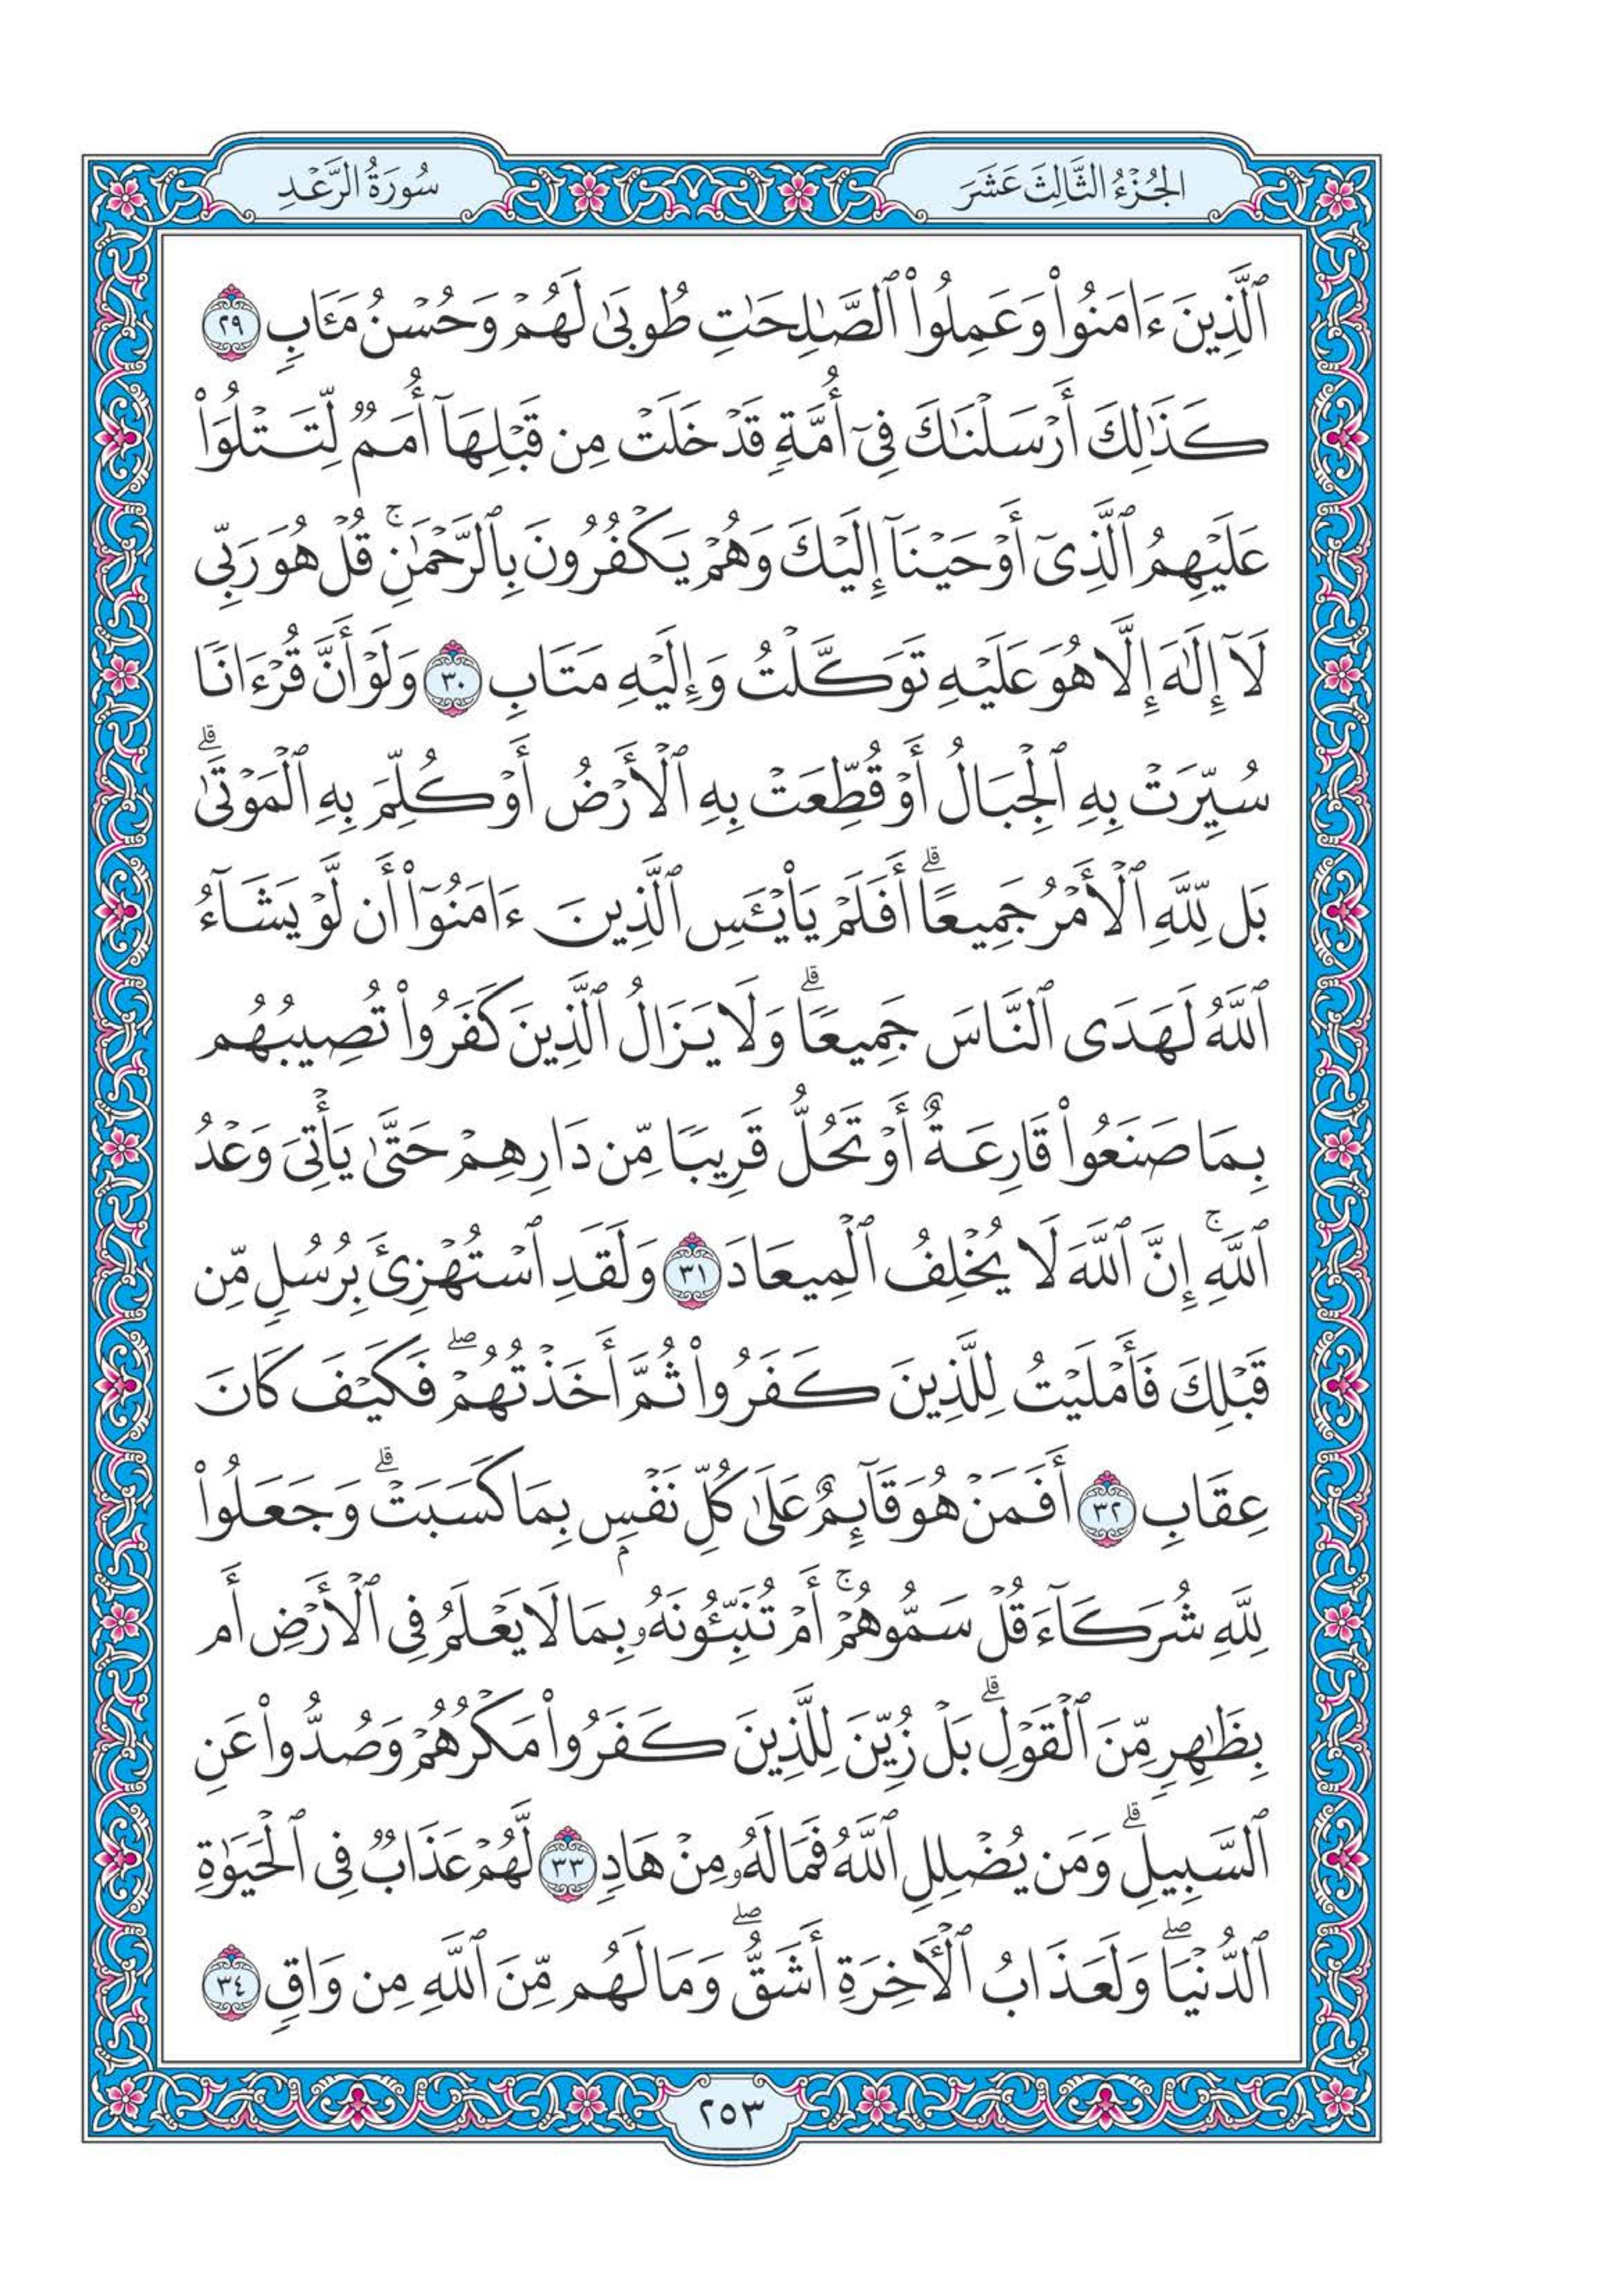 الجُزْءُ الثَّالِثَ عَشَرَ
سُورَةُ الرَّعْدِ
ٱلَّذِينَ ءَامَنُواْ وَعَمِلُواْ ٱلصَّٰلِحَٰتِ طُوبَىٰ لَهُمْ وَحُسْنُ مَـَٔابٖ ٢٩
كَذَٰلِكَ أَرْسَلْنَٰكَ فِىٓ أُمَّةٖ قَدْ خَلَتْ مِن قَبْلِهَآ أُمَمٞ لِّتَتْلُوَاْ
عَلَيْهِمُ ٱلَّذِىٓ أَوْحَيْنَآ إِلَيْكَ وَهُمْ يَكْفُرُونَ بِٱلرَّحْمَٰنِۚ قُلْ هُوَ رَبِّى
لَآ إِلَٰهَ إِلَّا هُوَ عَلَيْهِ تَوَكَّلْتُ وَإِلَيْهِ مَتَابِ ٣٠ وَلَوْ أَنَّ قُرْءَانٗا
سُيِّرَتْ بِهِ ٱلْجِبَالُ أَوْ قُطِّعَتْ بِهِ ٱلْأَرْضُ أَوْ كُلِّمَ بِهِ ٱلْمَوْتَىٰۗ
بَل لِّلَّهِ ٱلْأَمْرُ جَمِيعًاۗ أَفَلَمْ يَاْيْـَٔسِ ٱلَّذِينَ ءَامَنُوٓاْ أَن لَّوْ يَشَآءُ
ٱللَّهُ لَهَدَى ٱلنَّاسَ جَمِيعٗاۗ وَلَا يَزَالُ ٱلَّذِينَ كَفَرُواْ تُصِيبُهُم
بِمَا صَنَعُواْ قَارِعَةٌ أَوْ تَحُلُّ قَرِيبٗا مِّن دَارِهِمْ حَتَّىٰ يَأْتِىَ وَعْدُ
ٱللَّهِۚ إِنَّ ٱللَّهَ لَا يُخْلِفُ ٱلْمِيعَادَ ٣١ وَلَقَدِ ٱسْتُهْزِئَ بِرُسُلٖ مِّن
قَبْلِكَ فَأَمْلَيْتُ لِلَّذِينَ كَفَرُواْ ثُمَّ أَخَذْتُهُمْۖ فَكَيْفَ كَانَ
عِقَابِ ٣٢ أَفَمَنْ هُوَ قَآئِمٌ عَلَىٰ كُلِّ نَفْسِۭ بِمَا كَسَبَتْۗ وَجَعَلُواْ
لِلَّهِ شُرَكَآءَ قُلْ سَمُّوهُمْۚ أَمْ تُنَبِّـُٔونَهُۥ بِمَا لَا يَعْلَمُ فِى ٱلْأَرْضِ أَم
بِظَٰهِرٖ مِّنَ ٱلْقَوْلِۗ بَلْ زُيِّنَ لِلَّذِينَ كَفَرُواْ مَكْرُهُمْ وَصُدُّواْ عَنِ
ٱلسَّبِيلِۗ وَمَن يُضْلِلِ ٱللَّهُ فَمَا لَهُۥ مِنْ هَادٖ ٣٣ لَّهُمْ عَذَابٞ فِى ٱلْحَيَوٰةِ
ٱلدُّنْيَاۖ وَلَعَذَابُ ٱلْأٓخِرَةِ أَشَقُّۖ وَمَا لَهُم مِّنَ ٱللَّهِ مِن وَاقٖ ٣٤
٢٥٣